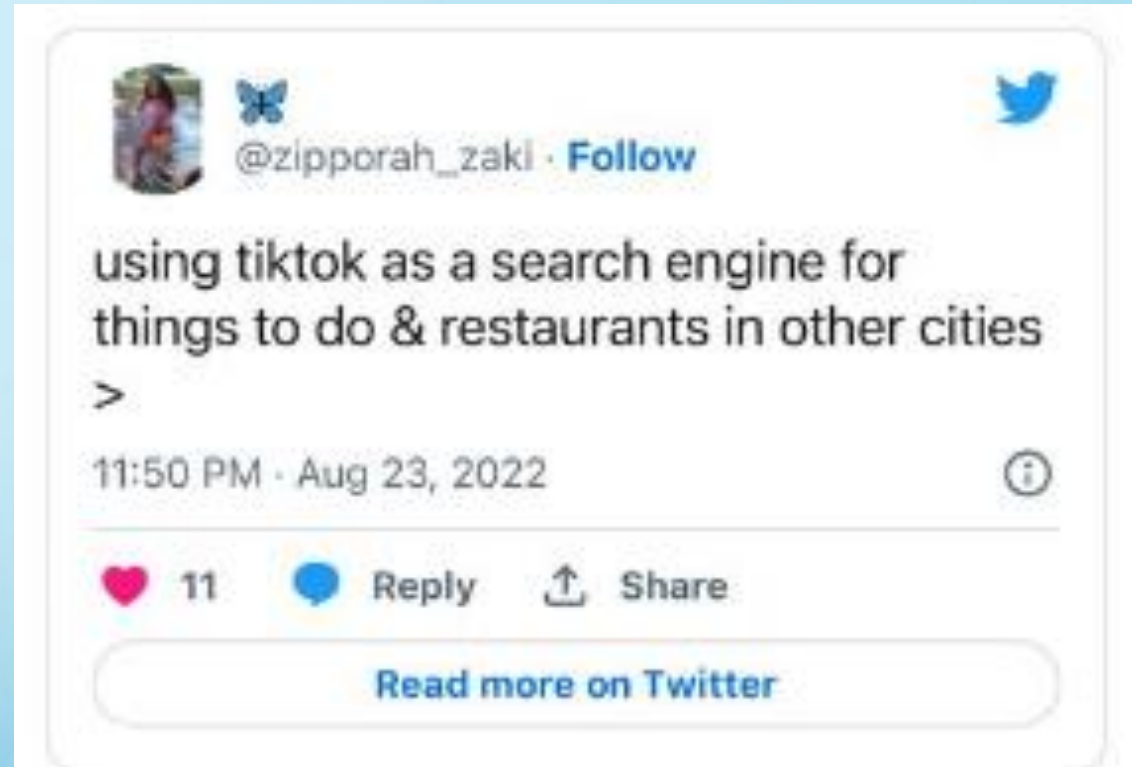 @zipporah_zaki · Follow
using tiktok as a search engine for
things to do & restaurants in other cities
>
11:50 PM · Aug 23, 2022
11 Reply Share
Read more on Twitter